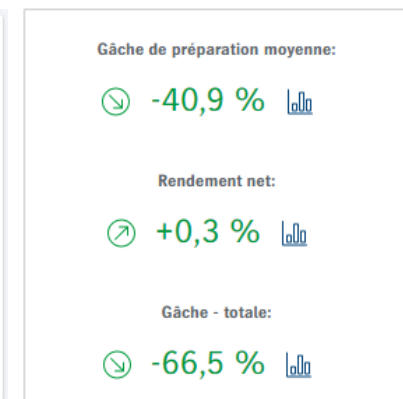 Gâche de préparation moyenne:
-40,9 %
Rendement net:
+0,3 %
Gâche - totale:
-66,5 %